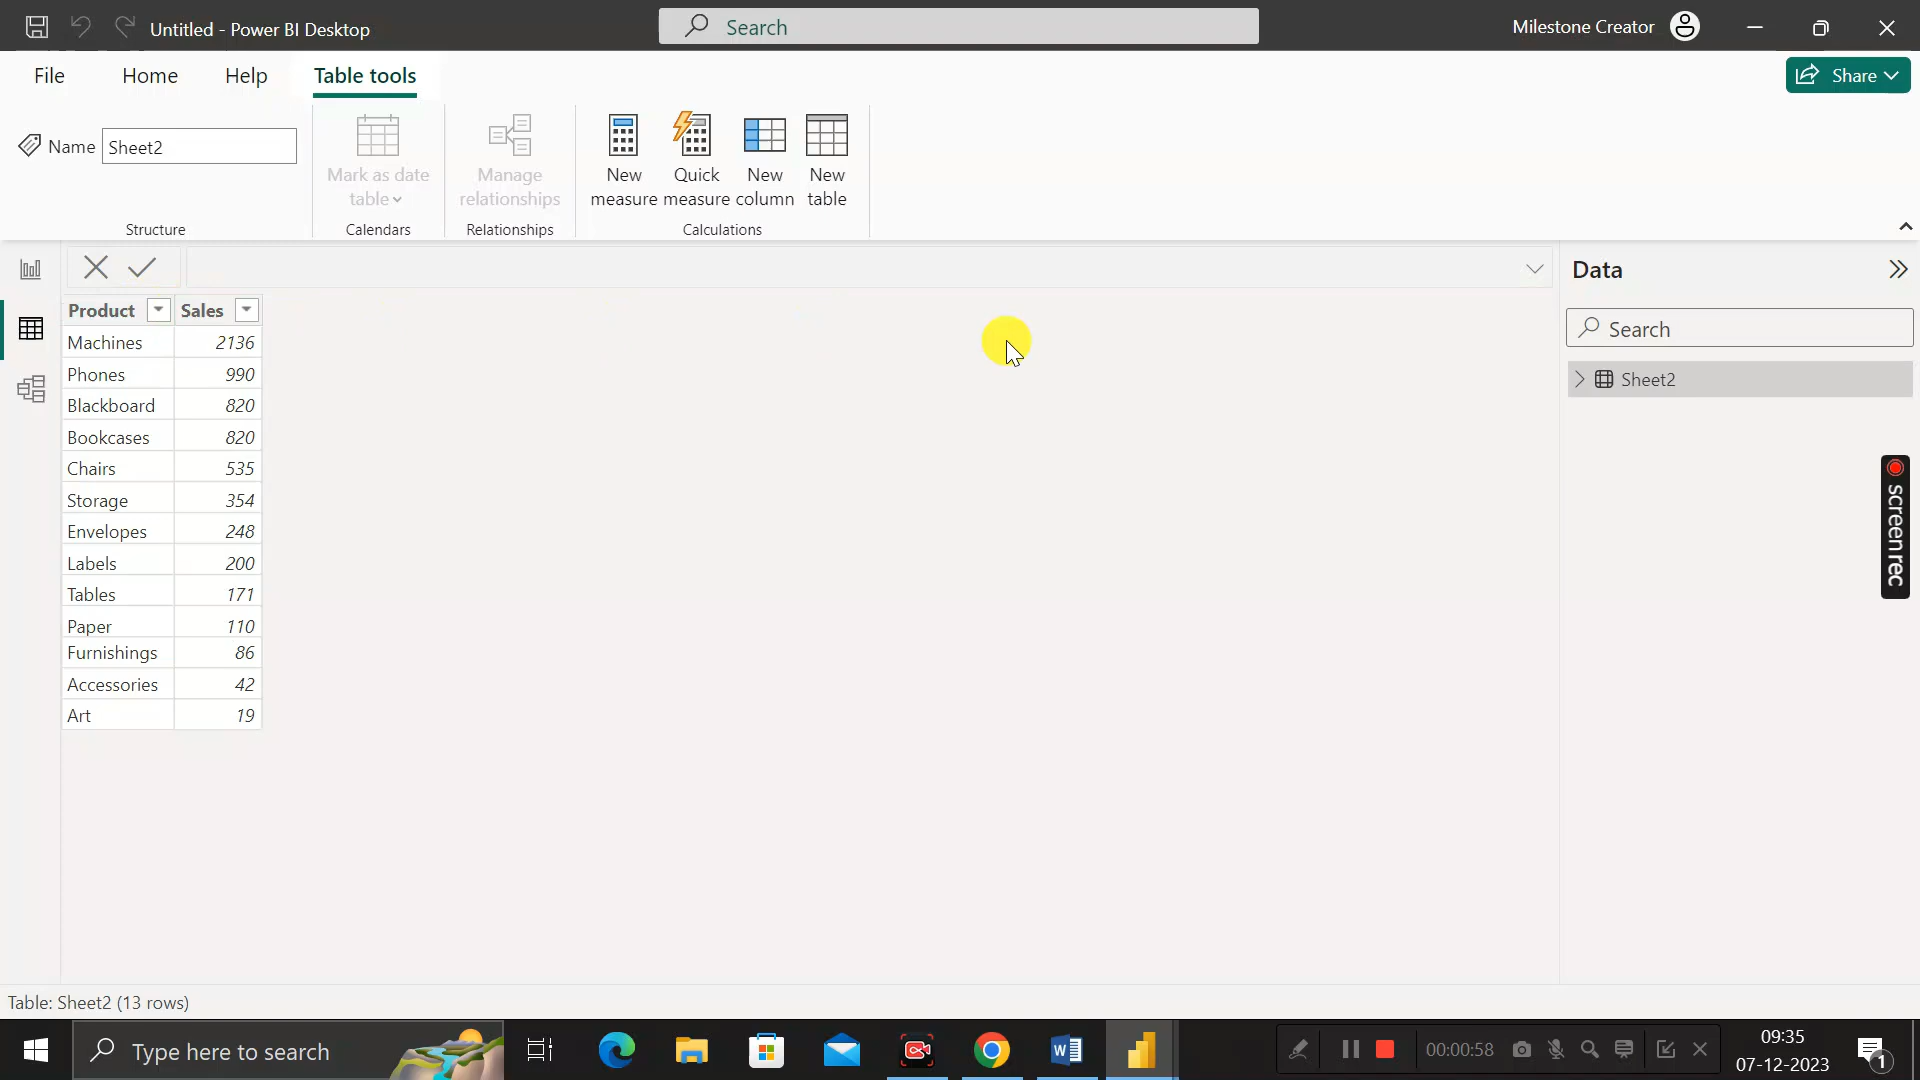 Untitled - Power BI Desktop
Search
Milestone Creator
File
Home
Help
Table tools
Share
Name
Sheet2
Mark as date
table
Manage
relationships
New
measure
Quick
measure
New
column
New
table
Structure
Calendars
Relationships
Calculations
Product Sales
Machines 2136
Phones 990
Blackboard 820
Bookcases 820
Chairs 535
Storage 354
Envelopes 248
Labels 200
Tables 171
Paper 110
Furnishings 86
Accessories 42
Art 19
Data
Search
Sheet2
screen rec
Table: Sheet2 (13 rows)
Type here to search
00:00:58
09:35
07-12-2023
1